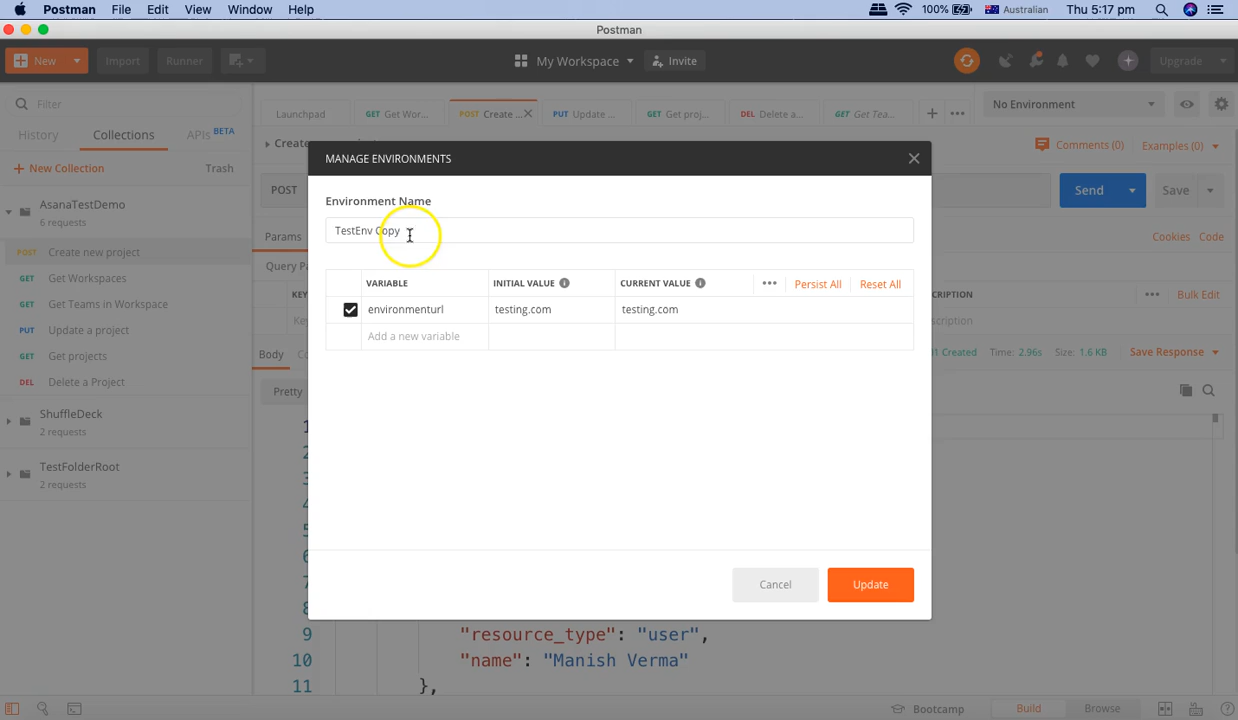 Postman File Edit View Window Help 100% Australian Thu 5:17 pm
Postman
New Import Runner My Workspace Invite Upgrade
Filter
Launchpad GET Get Wor... POST Create ... PUT Update ... GET Get proj... DEL Delete a... GET Get Tea... No Environment
History Collections APIs BETA
Comments (0) Examples (0)
MANAGE ENVIRONMENTS
New Collection Trash
POST Send Save
AsanaTestDemo
6 requests
Environment Name
TestEnv Copy
Params Cookies Code
POST Create new project
GET Get Workspaces
GET Get Teams in Workspace
PUT Update a project
GET Get projects
DEL Delete a Project
VARIABLE INITIAL VALUE CURRENT VALUE Persist All Reset All
Bulk Edit
environmenturl testing.com testing.com
Add a new variable
Body Created Time: 2.96s Size: 1.6 KB Save Response
Pretty
ShuffleDeck
2 requests
TestFolderRoot
2 requests
Cancel Update
9 "resource_type": "user",
10 "name": "Manish Verma"
11 },
Bootcamp Build Browse